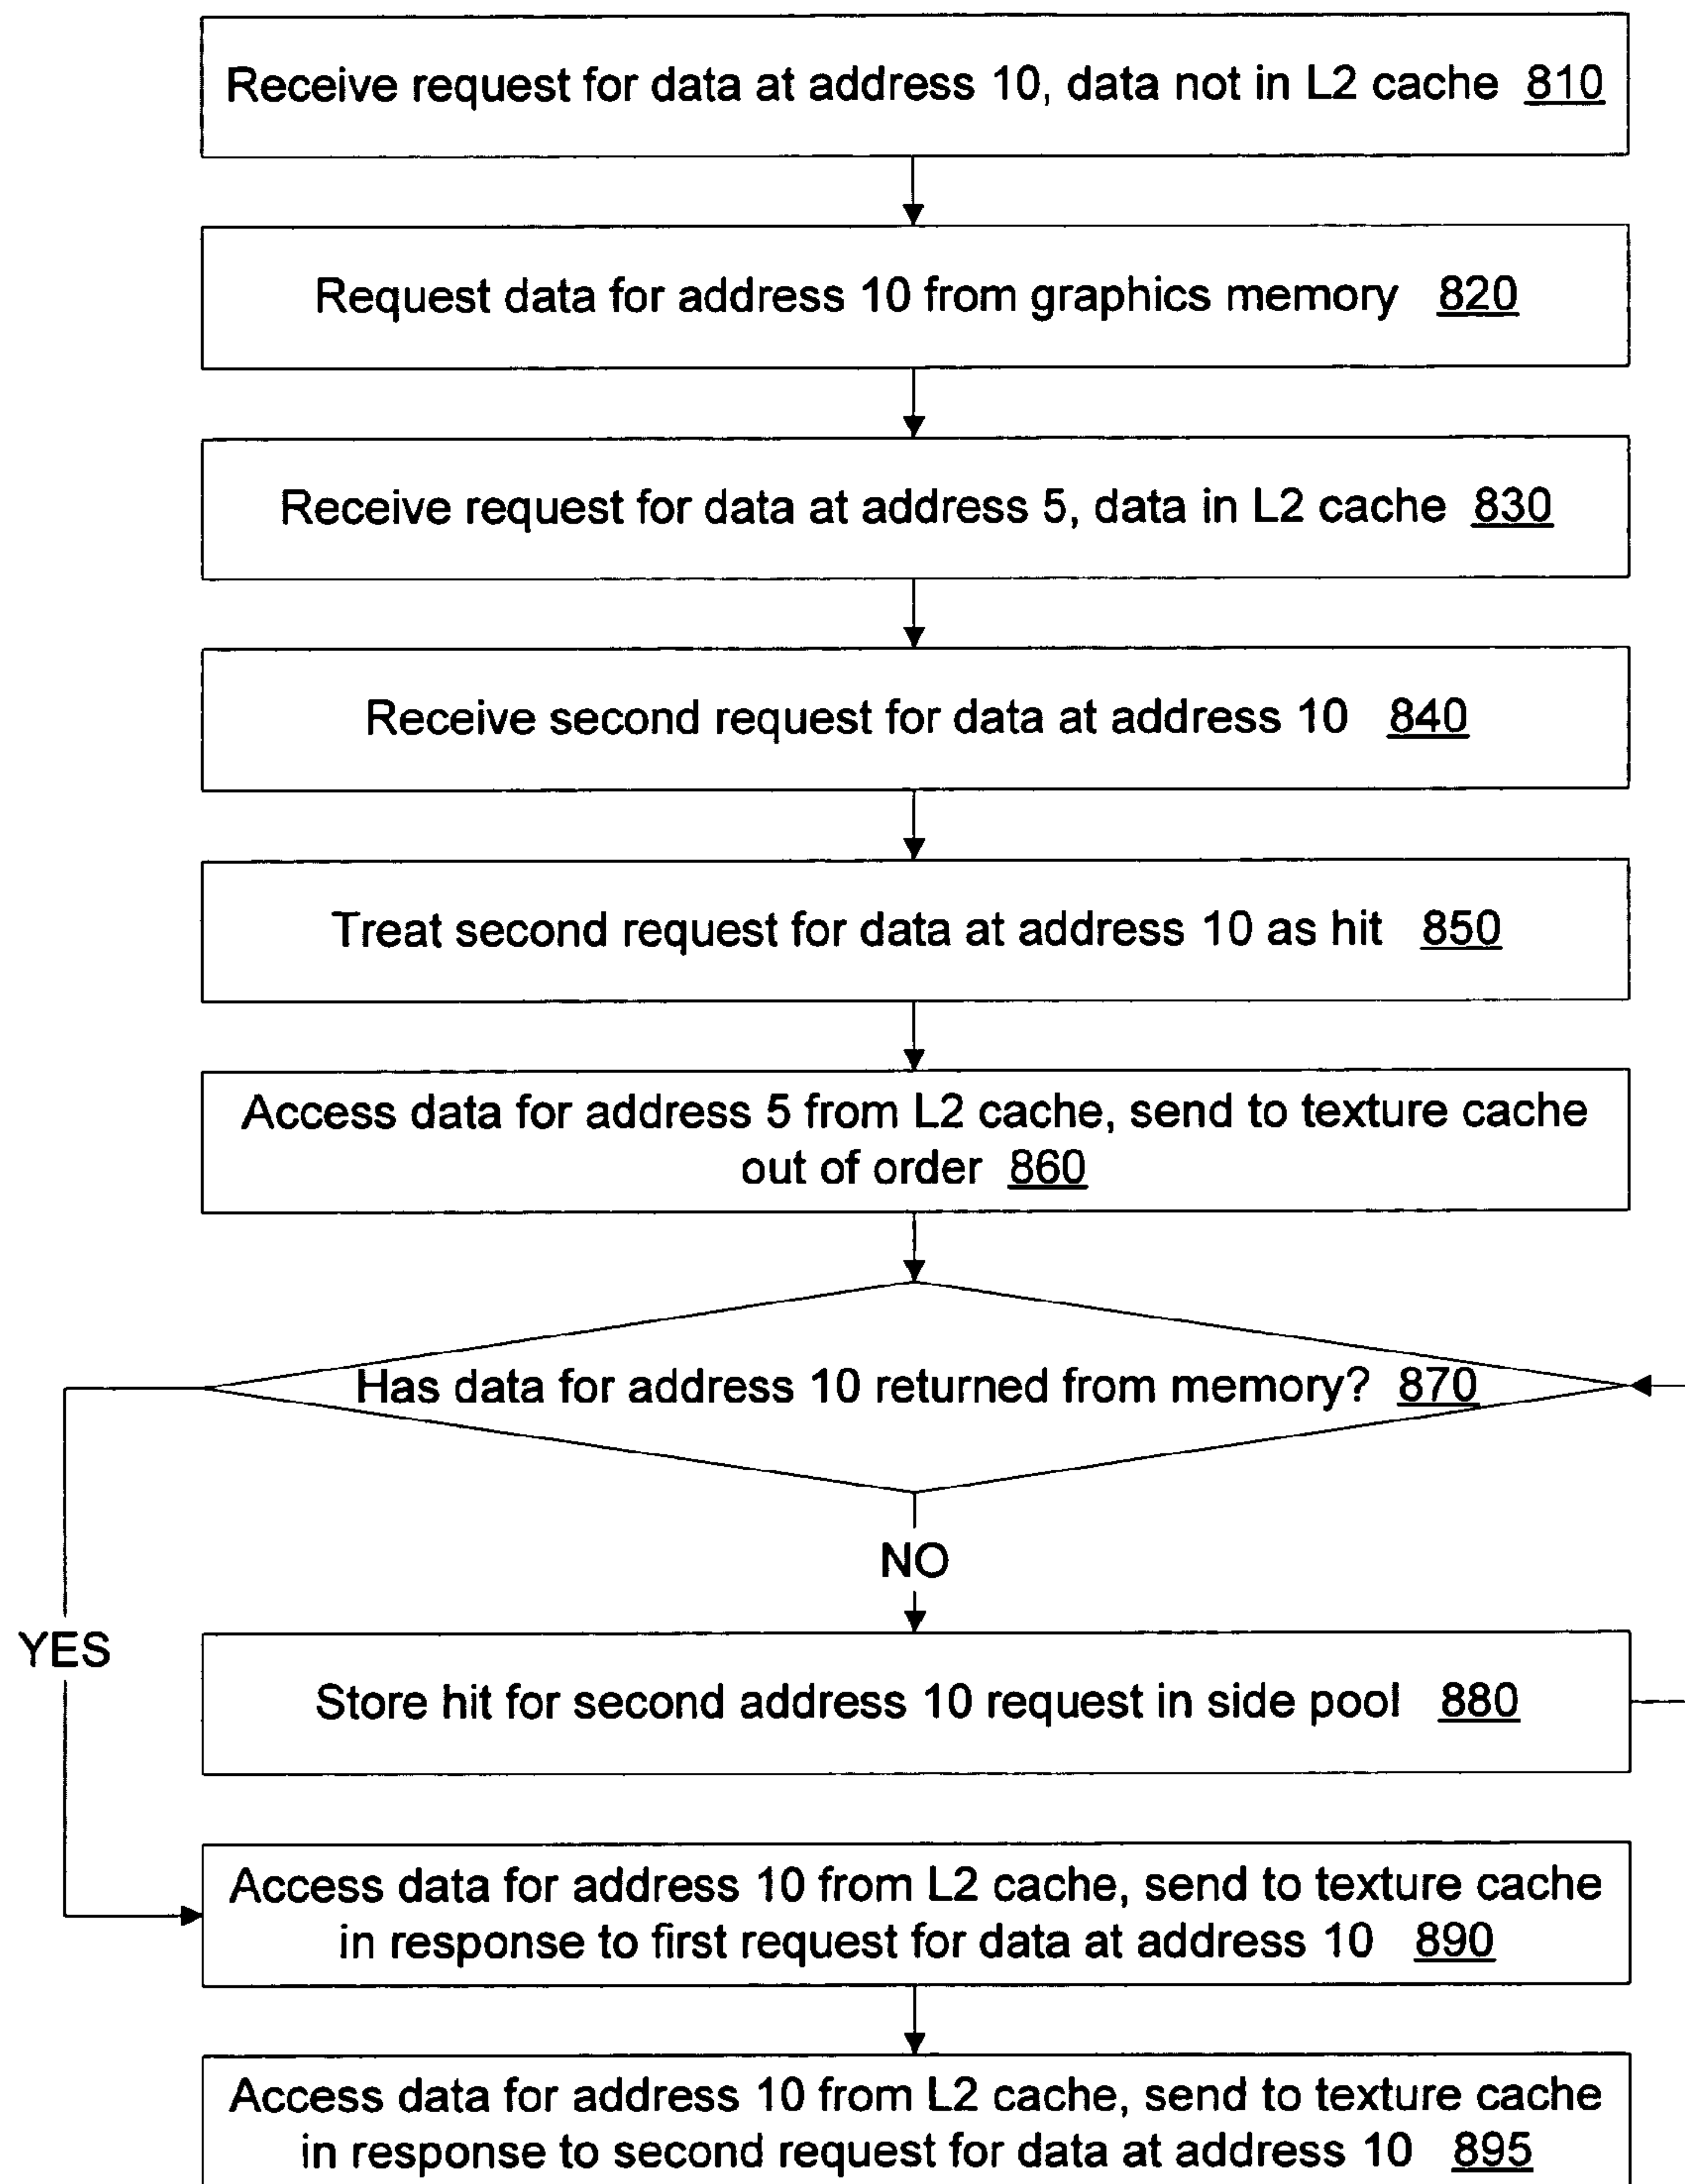 Receive request for data at address 10, data not in L2 cache 810
Request data for address 10 from graphics memory 820
Receive request for data at address 5, data in L2 cache 830
Receive second request for data at address 10 840
Treat second request for data at address 10 as hit 850
Access data for address 5 from L2 cache, send to texture cache
out of order 860
Has data for address 10 returned from memory? 870
NO
YES
Store hit for second address 10 request in side pool 880
Access data for address 10 from L2 cache, send to texture cache
in response to first request for data at address 10 890
Access data for address 10 from L2 cache, send to texture cache
in response to second request for data at address 10 895